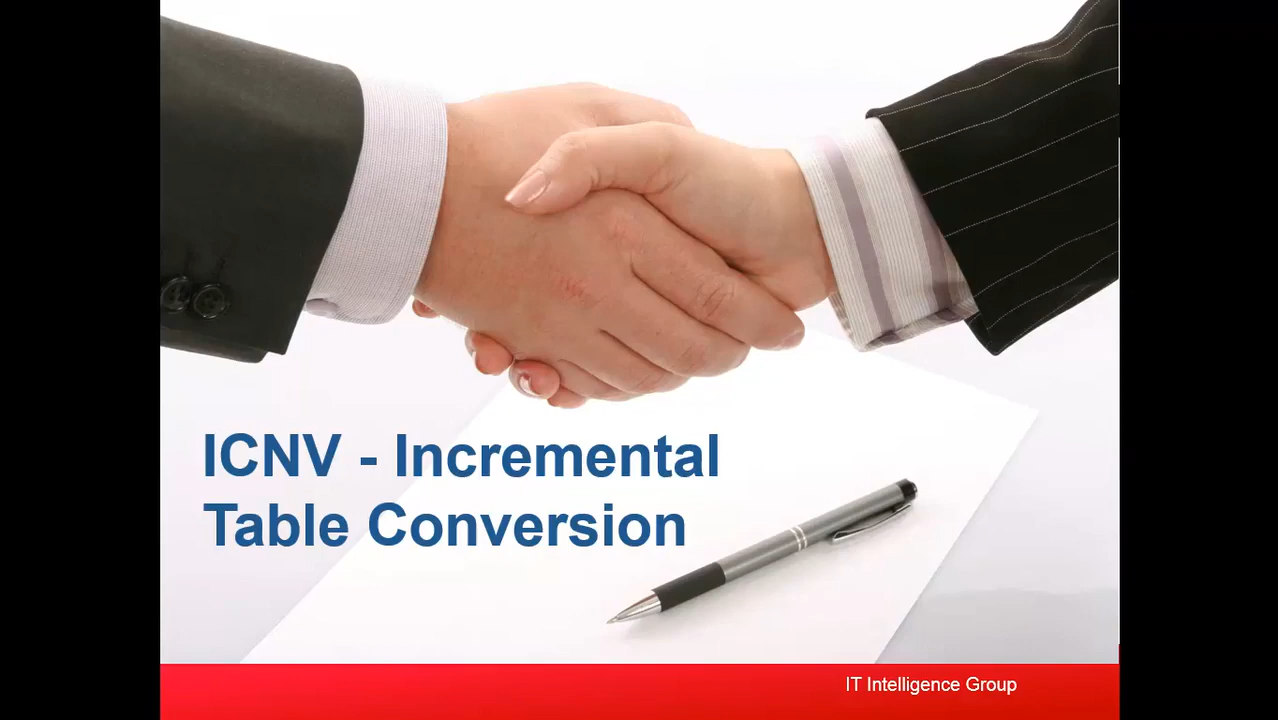 ICNV - Incremental
Table Conversion
IT Intelligence Group